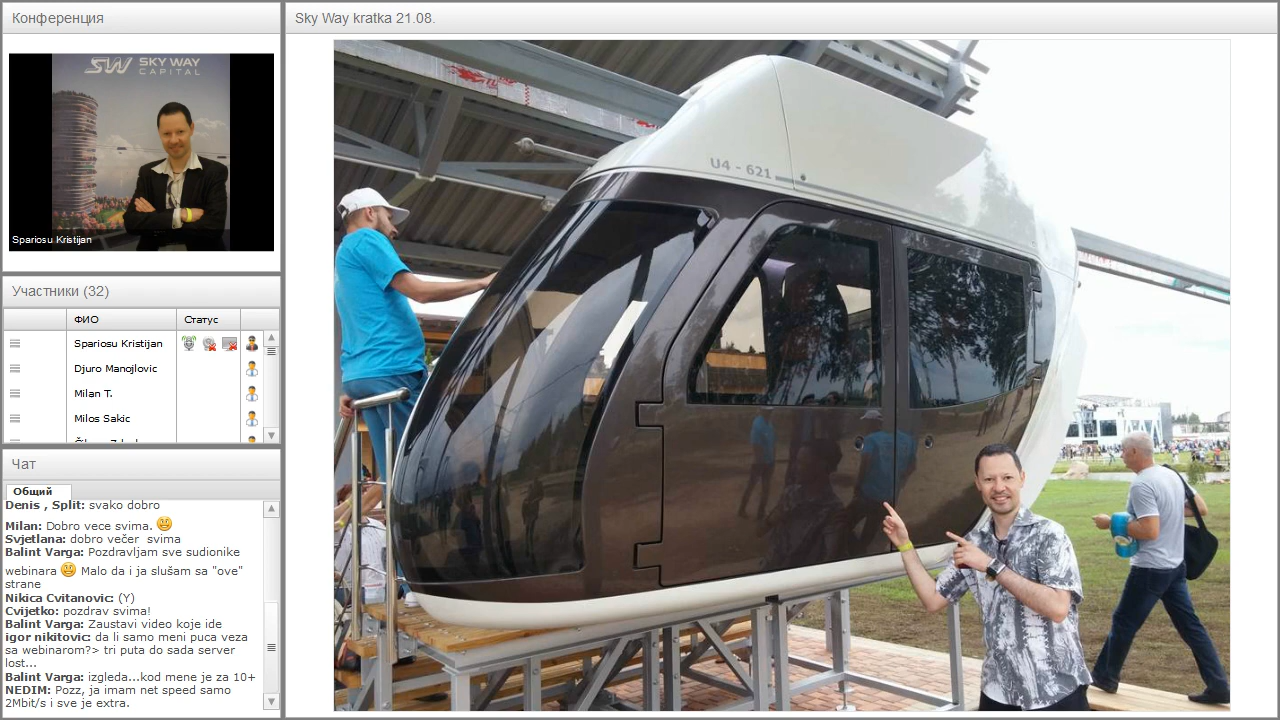 Конференция
SW SKY WAY
CAPITAL
Spariosu Kristijan
Участники (32)
ФИО
Статус
Spariosu Kristijan
Djuro Manojlovic
Milan T.
Milos Sakic
Чат
Общий
Denis , Split: svako dobro
Milan: Dobro vece svima.
Svjetlana: dobro večer svima
Balint Varga: Pozdravljam sve sudionike
webinara Malo da i ja slušam sa "ove"
strane
Nikica Cvitanovic: (Y)
Cvijetko: pozdrav svima!
Balint Varga: Zaustavi video koje ide
igor nikitovic: da li samo meni puca veza
sa webinarom?> tri puta do sada server
lost...
Balint Varga: izgleda...kod mene je za 10+
NEDIM: Pozz, ja imam net speed samo
2Mbit/s i sve je extra.
Sky Way kratka 21.08.
U4 - 621